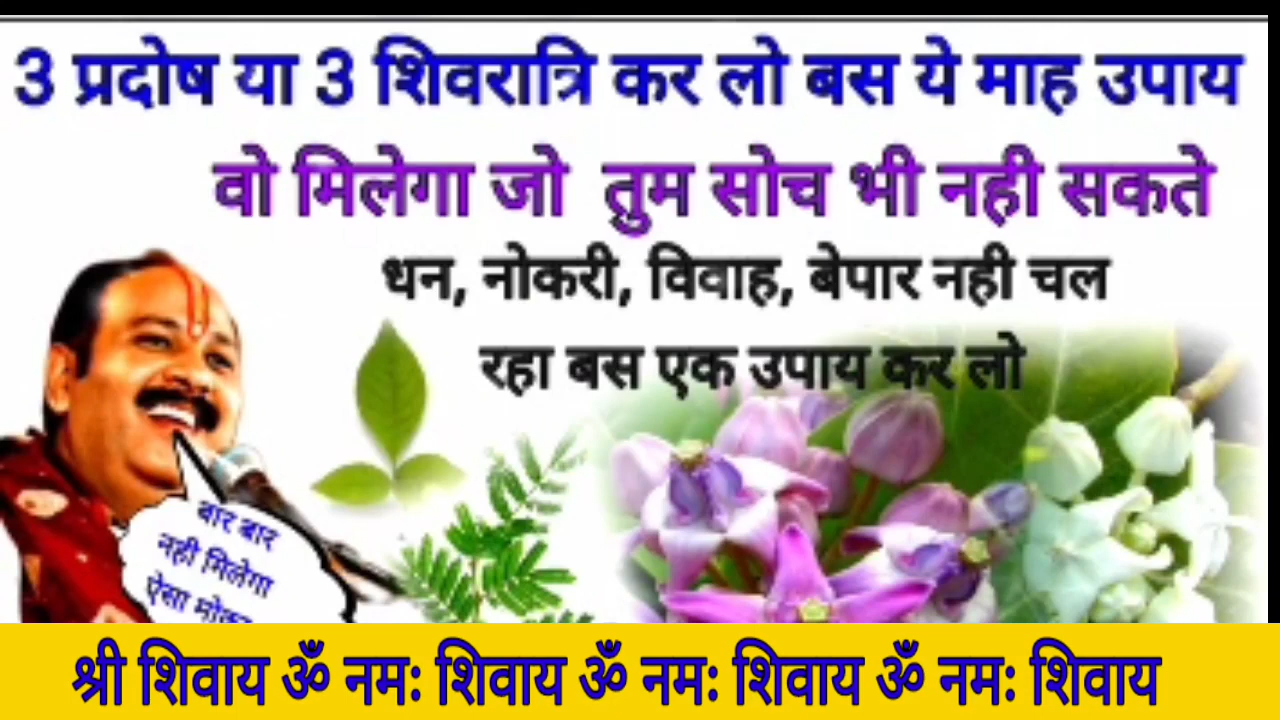 3 प्रदोष या 3 शिवरात्रि कर लो बस ये माह उपाय
वो मिलेगा जो तुम सोच भी नही सकते
धन, नोकरी, विवाह, बेपार नही चल
रहा बस एक उपाय कर लो
बार बार
नही मिलेगा
ऐसा
श्री शिवाय ॐ नमः शिवाय ॐ नमः शिवाय ॐ नमः शिवाय